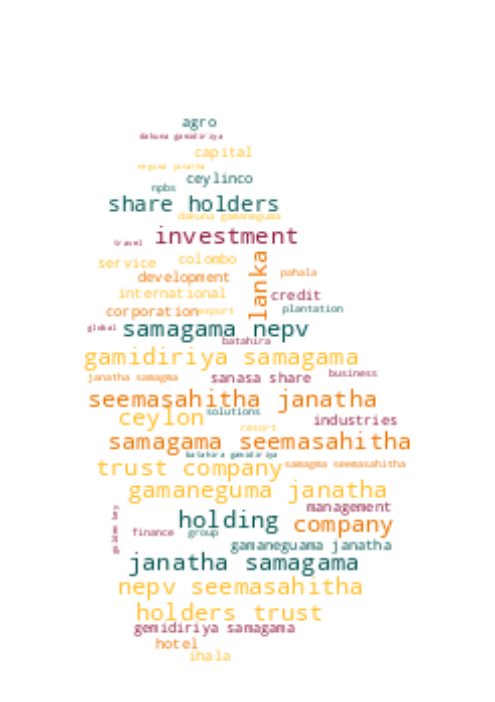 agro
dakuna gamidiriya
capital
neguma janatha
ceylinco
npbs
share holders
dakuna gamaneguma
investment
travel
service
colombo
lanka
development
pahala
international
credit
corporation
export
plantation
global
samagama nepv
batahira
gamidiriya samagama
janatha samagma
sanasa share
business
seemasahitha janatha
ceylon
solutions
industries
resort
samagama seemasahitha
batahira gamidiriya
trust company
samagma seemasahitha
gamaneguma janatha
golden key
management
holding
company
finance
group
gamaneguama janatha
janatha samagama
nepv seemasahitha
holders trust
gemidiriya samagama
hotel
ihala